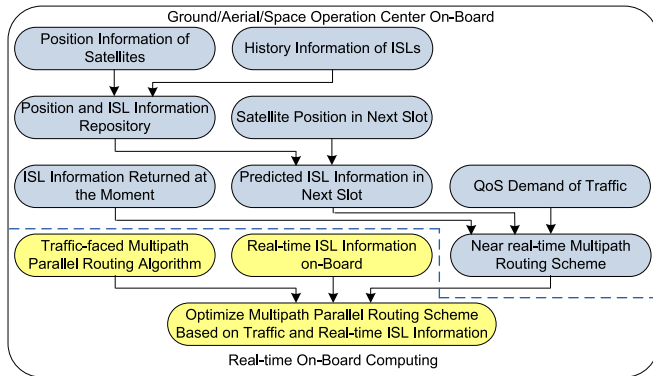 Ground/Aerial/Space Operation Center On-Board
Position Information of
Satellites
History Information of ISLs
Position and ISL Information
Repository
Satellite Position in Next Slot
ISL Information Returned at
the Moment
Predicted ISL Information in
Next Slot
QoS Demand of Traffic
Traffic-faced Multipath
Parallel Routing Algorithm
Real-time ISL Information
on-Board
Near real-time Multipath
Routing Scheme
Optimize Multipath Parallel Routing Scheme
Based on Traffic and Real-time ISL Information
Real-time On-Board Computing